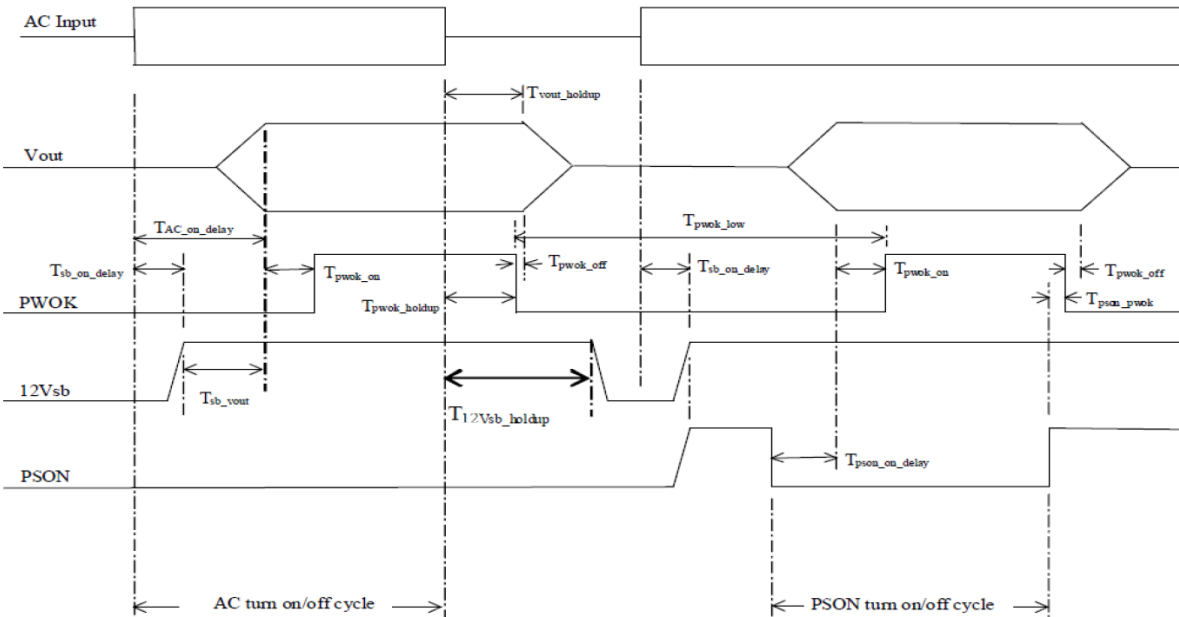 AC Input
Tvout_holdup
Vout
TAC_on_delay
Tpwok_low
Tsb_on_delay
Tpwok_on
Tpwok_off
Tsb_on_delay
Tpwok_on
Tpwok_off
PWOK
Tpwok_holdup
Tpson_pwok
12Vsb
Tsb_vout
T12Vsb_holdup
PSON
Tpson_on_delay
AC turn on/off cycle
PSON turn on/off cycle